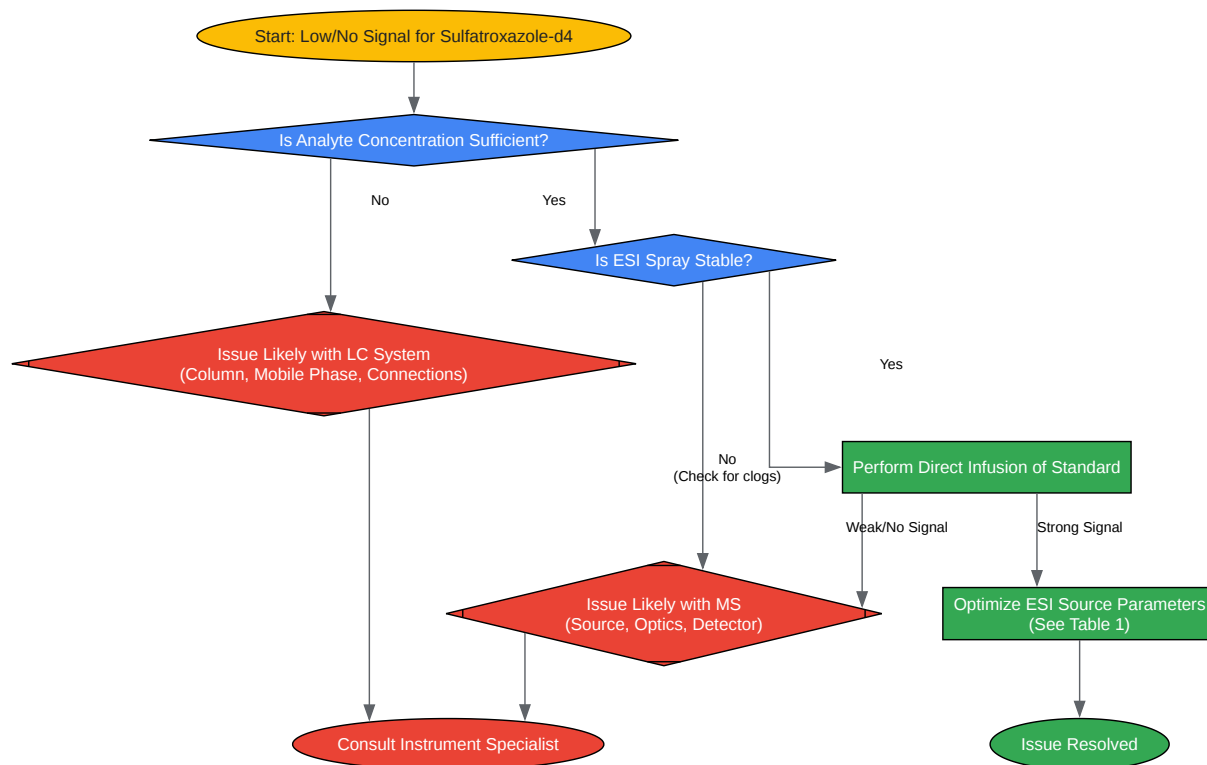 Start: Low/No Signal for Sulfatroxazole-d4
Is Analyte Concentration Sufficient?
No
Yes
Is ESI Spray Stable?
Issue Likely with LC System
(Column, Mobile Phase, Connections)
Yes
No
(Check for clogs)
Perform Direct Infusion of Standard
Weak/No Signal
Strong Signal
Issue Likely with MS
(Source, Optics, Detector)
Optimize ESI Source Parameters
(See Table 1)
Consult Instrument Specialist
Issue Resolved